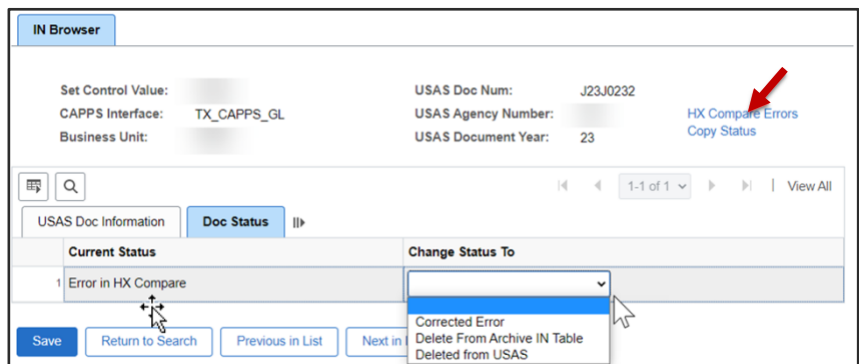 IN Browser
Set Control Value: USAS Doc Num: J23J0232
CAPPS Interface: TX_CAPPS_GL USAS Agency Number: HX Compare Errors
Business Unit: USAS Document Year: 23 Copy Status
1-1 of 1 | View All
USAS Doc Information Doc Status
Current Status Change Status To
1 Error in HX Compare
Corrected Error
Save Return to Search Previous in List Next in Delete From Archive IN Table
Deleted from USAS